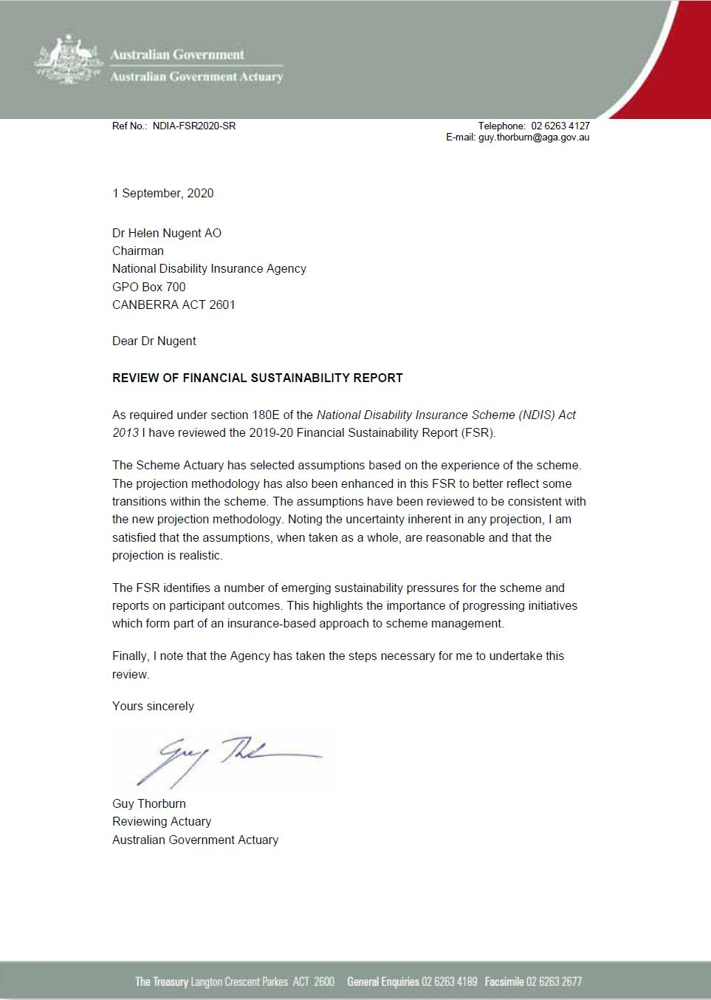 Australian Government
Australian Government Actuary
Ref No.: NDIA-FSR2020-SR
Telephone: 02 6263 4127
E-mail: guy.thorburn@aga.gov.au
1 September, 2020
Dr Helen Nugent AO
Chairman
National Disability Insurance Agency
GPO Box 700
CANBERRA ACT 2601
Dear Dr Nugent
REVIEW OF FINANCIAL SUSTAINABILITY REPORT
As required under section 180E of the National Disability Insurance Scheme (NDIS) Act
2013 I have reviewed the 2019-20 Financial Sustainability Report (FSR).
The Scheme Actuary has selected assumptions based on the experience of the scheme.
The projection methodology has also been enhanced in this FSR to better reflect some
transitions within the scheme. The assumptions have been reviewed to be consistent with
the new projection methodology. Noting the uncertainty inherent in any projection, I am
satisfied that the assumptions, when taken as a whole, are reasonable and that the
projection is realistic.
The FSR identifies a number of emerging sustainability pressures for the scheme and
reports on participant outcomes. This highlights the importance of progressing initiatives
which form part of an insurance-based approach to scheme management.
Finally, I note that the Agency has taken the steps necessary for me to undertake this
review.
Yours sincerely
Guy Thorburn
Reviewing Actuary
Australian Government Actuary
The Treasury Langton Crescent Parkes ACT 2600 General Enquiries 02 6263 4189 Facsimile 02 6263 2677